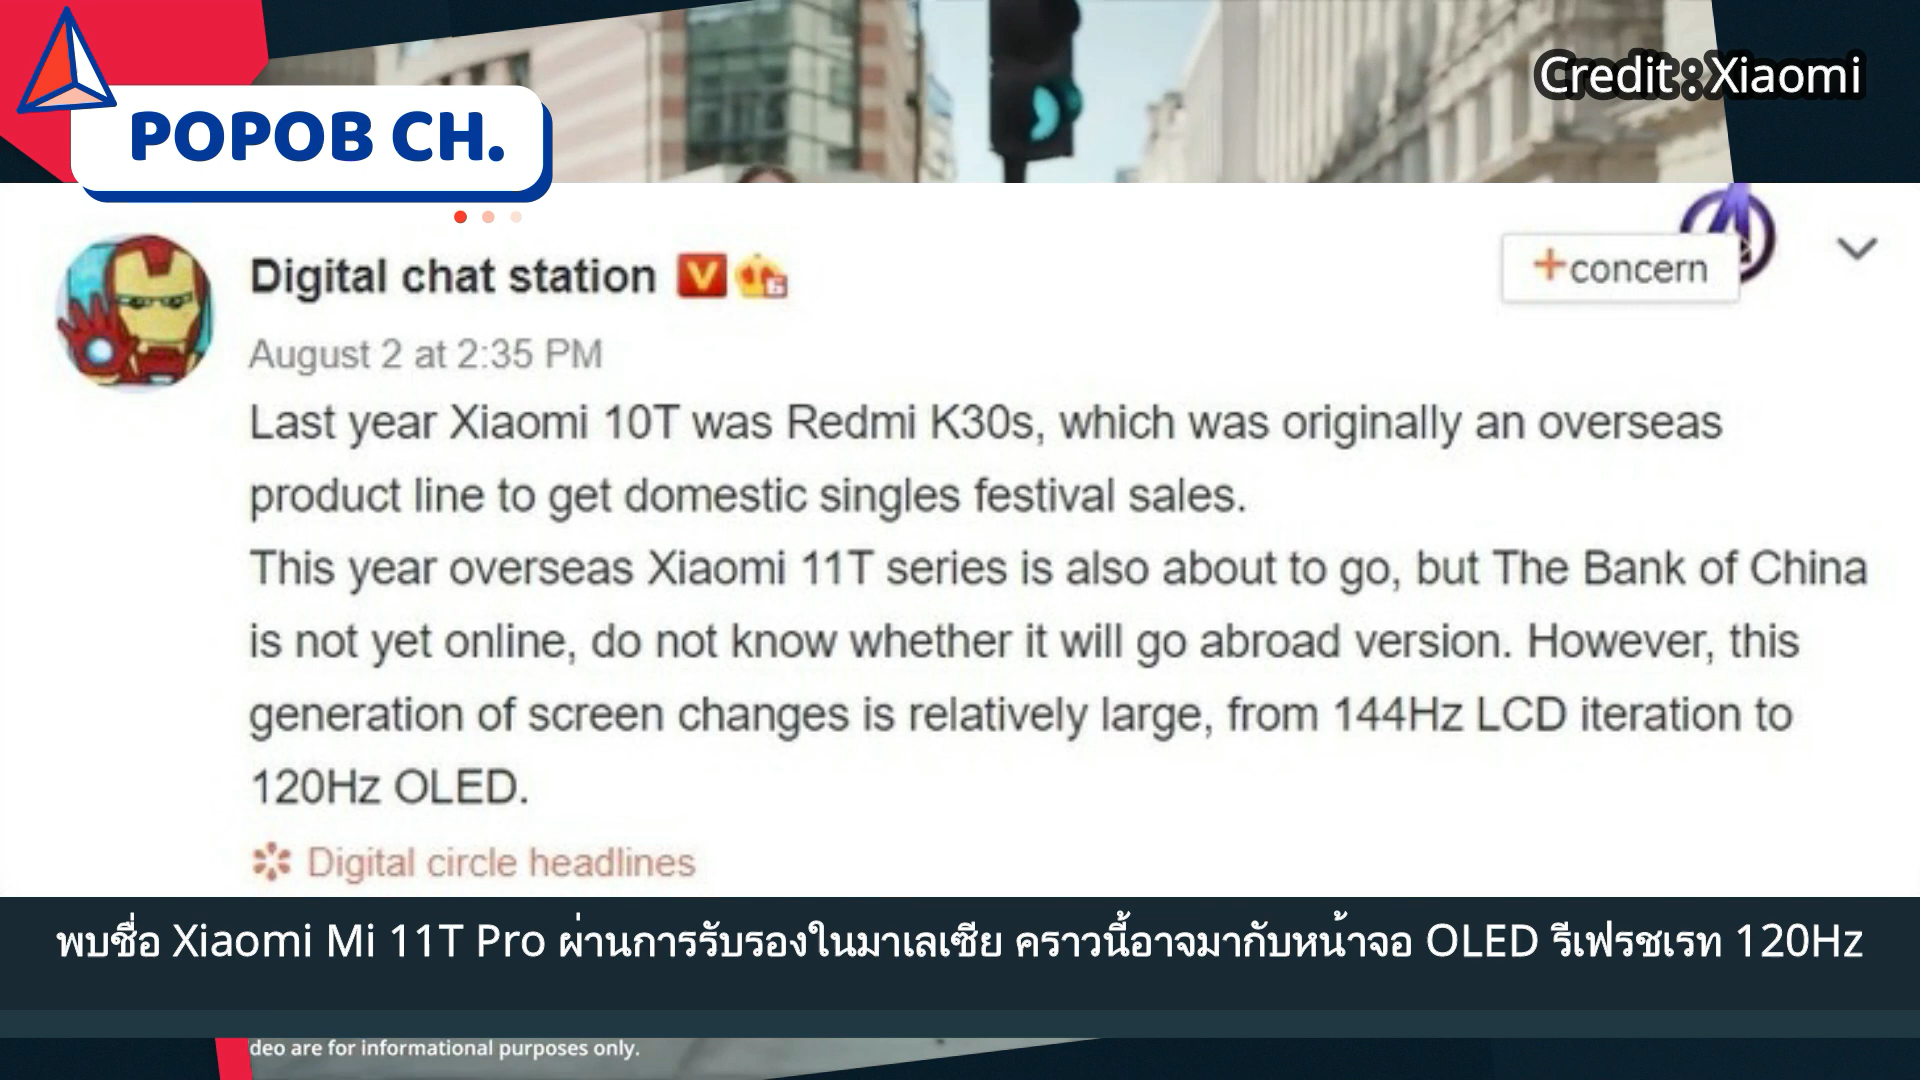 Credit : Xiaomi
POPOB CH.
Digital chat station
+concern
August 2 at 2:35 PM
Last year Xiaomi 10T was Redmi K30s, which was originally an overseas
product line to get domestic singles festival sales.
This year overseas Xiaomi 11T series is also about to go, but The Bank of China
is not yet online, do not know whether it will go abroad version. However, this
generation of screen changes is relatively large, from 144Hz LCD iteration to
120Hz OLED.
Digital circle headlines
พบชื่อ Xiaomi Mi 11T Pro ผ่านการรับรองในมาเลเซีย คราวนี้อาจมากับหน้าจอ OLED รีเฟรชเรท 120Hz
deo are for informational purposes only.